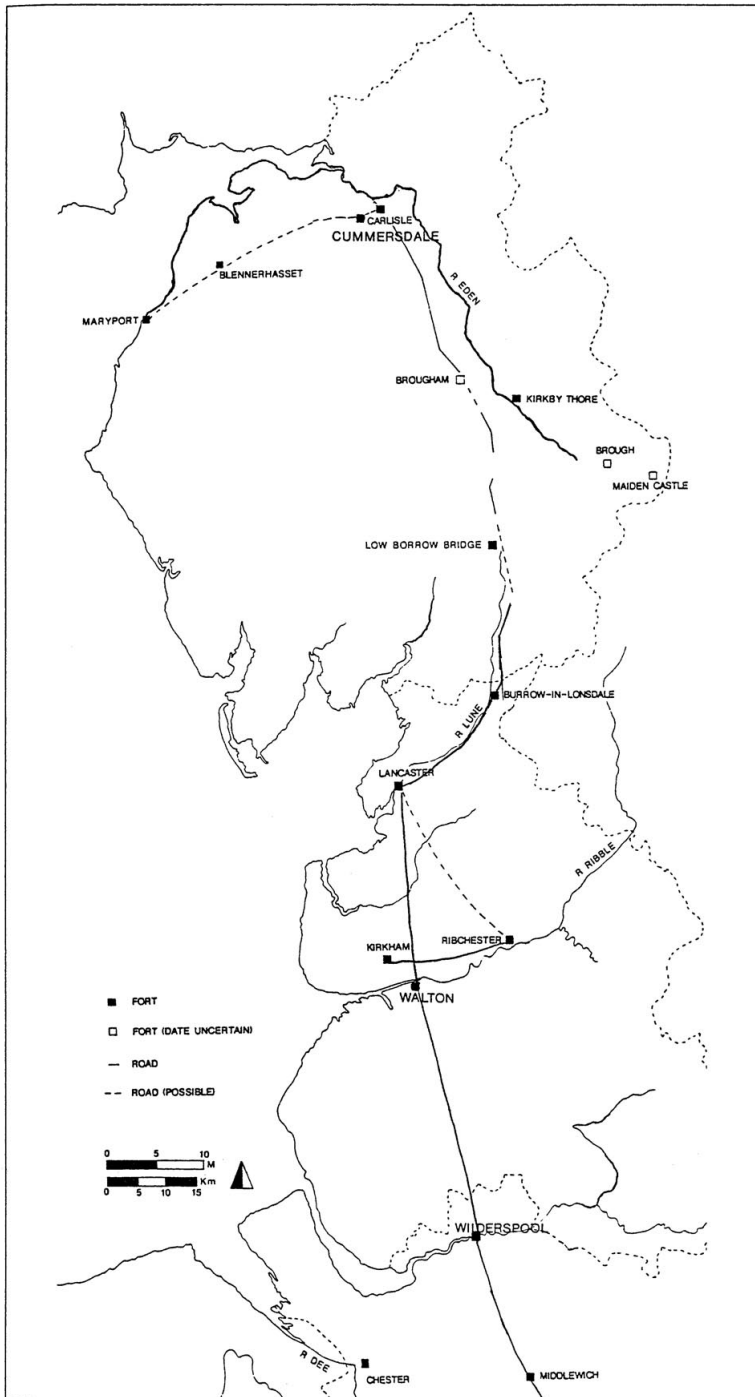 CARLISLE
CUMMERSDALE
BLENNERHASSET
R EDEN
MARYPORT
BROUGHAM
KIRKBY THORE
BROUGH
MAIDEN CASTLE
LOW BORROW BRIDGE
BURROW-IN-LONSDALE
R LUNE
LANCASTER
R RIBBLE
RIBCHESTER
KIRKHAM
WALTON
FORT
FORT (DATE UNCERTAIN)
ROAD
ROAD (POSSIBLE)
0 5 10
M
Km
0 5 10 15
WILDERSPOOL
R DEE
CHESTER
MIDDLEWICH